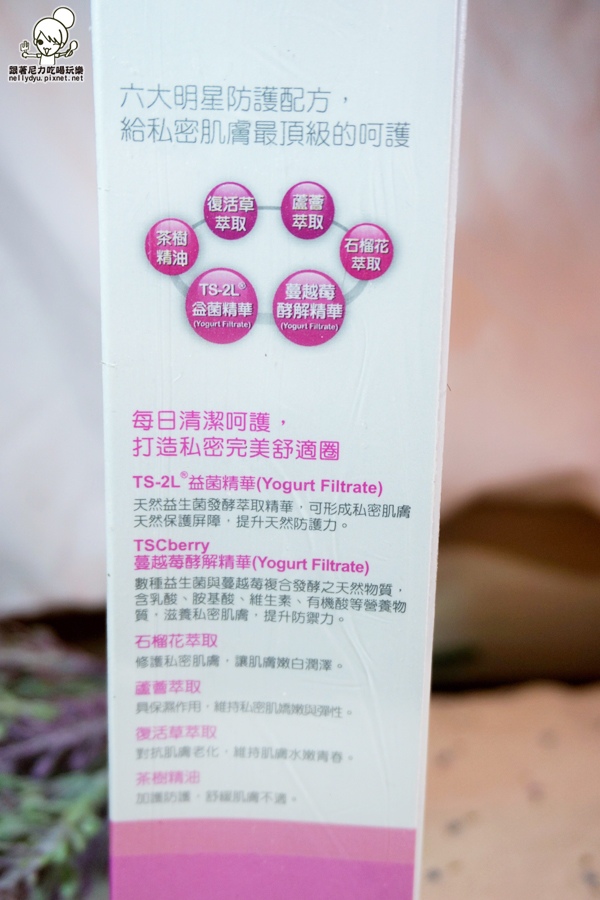 跟著尼力吃喝玩樂
nellydyu.pixnet.net
六大明星防護配方，
給私密肌膚最頂級的呵護
復活草
萃取
蘆薈
萃取
茶樹
精油
石榴花
萃取
TS-2L®
益菌精華
(Yogurt Filtrate)
蔓越莓
酵解精華
(Yogurt Filtrate)
每日清潔呵護，
打造私密完美舒適圈
TS-2L®益菌精華(Yogurt Filtrate)
天然益生菌發酵萃取精華，可形成私密肌膚
天然保護屏障，提升天然防護力。
TSCberry
蔓越莓酵解精華(Yogurt Filtrate)
數種益生菌與蔓越莓複合發酵之天然物質，
含乳酸、胺基酸、維生素、有機酸等營養物
質，滋養私密肌膚，提升防禦力。
石榴花萃取
修護私密肌膚，讓肌膚嫩白潤澤。
蘆薈萃取
具保濕作用，維持私密肌嬌嫩與彈性。
復活草萃取
對抗肌膚老化，維持肌膚水嫩青春。
茶樹精油
加護防護，舒緩肌膚不適。